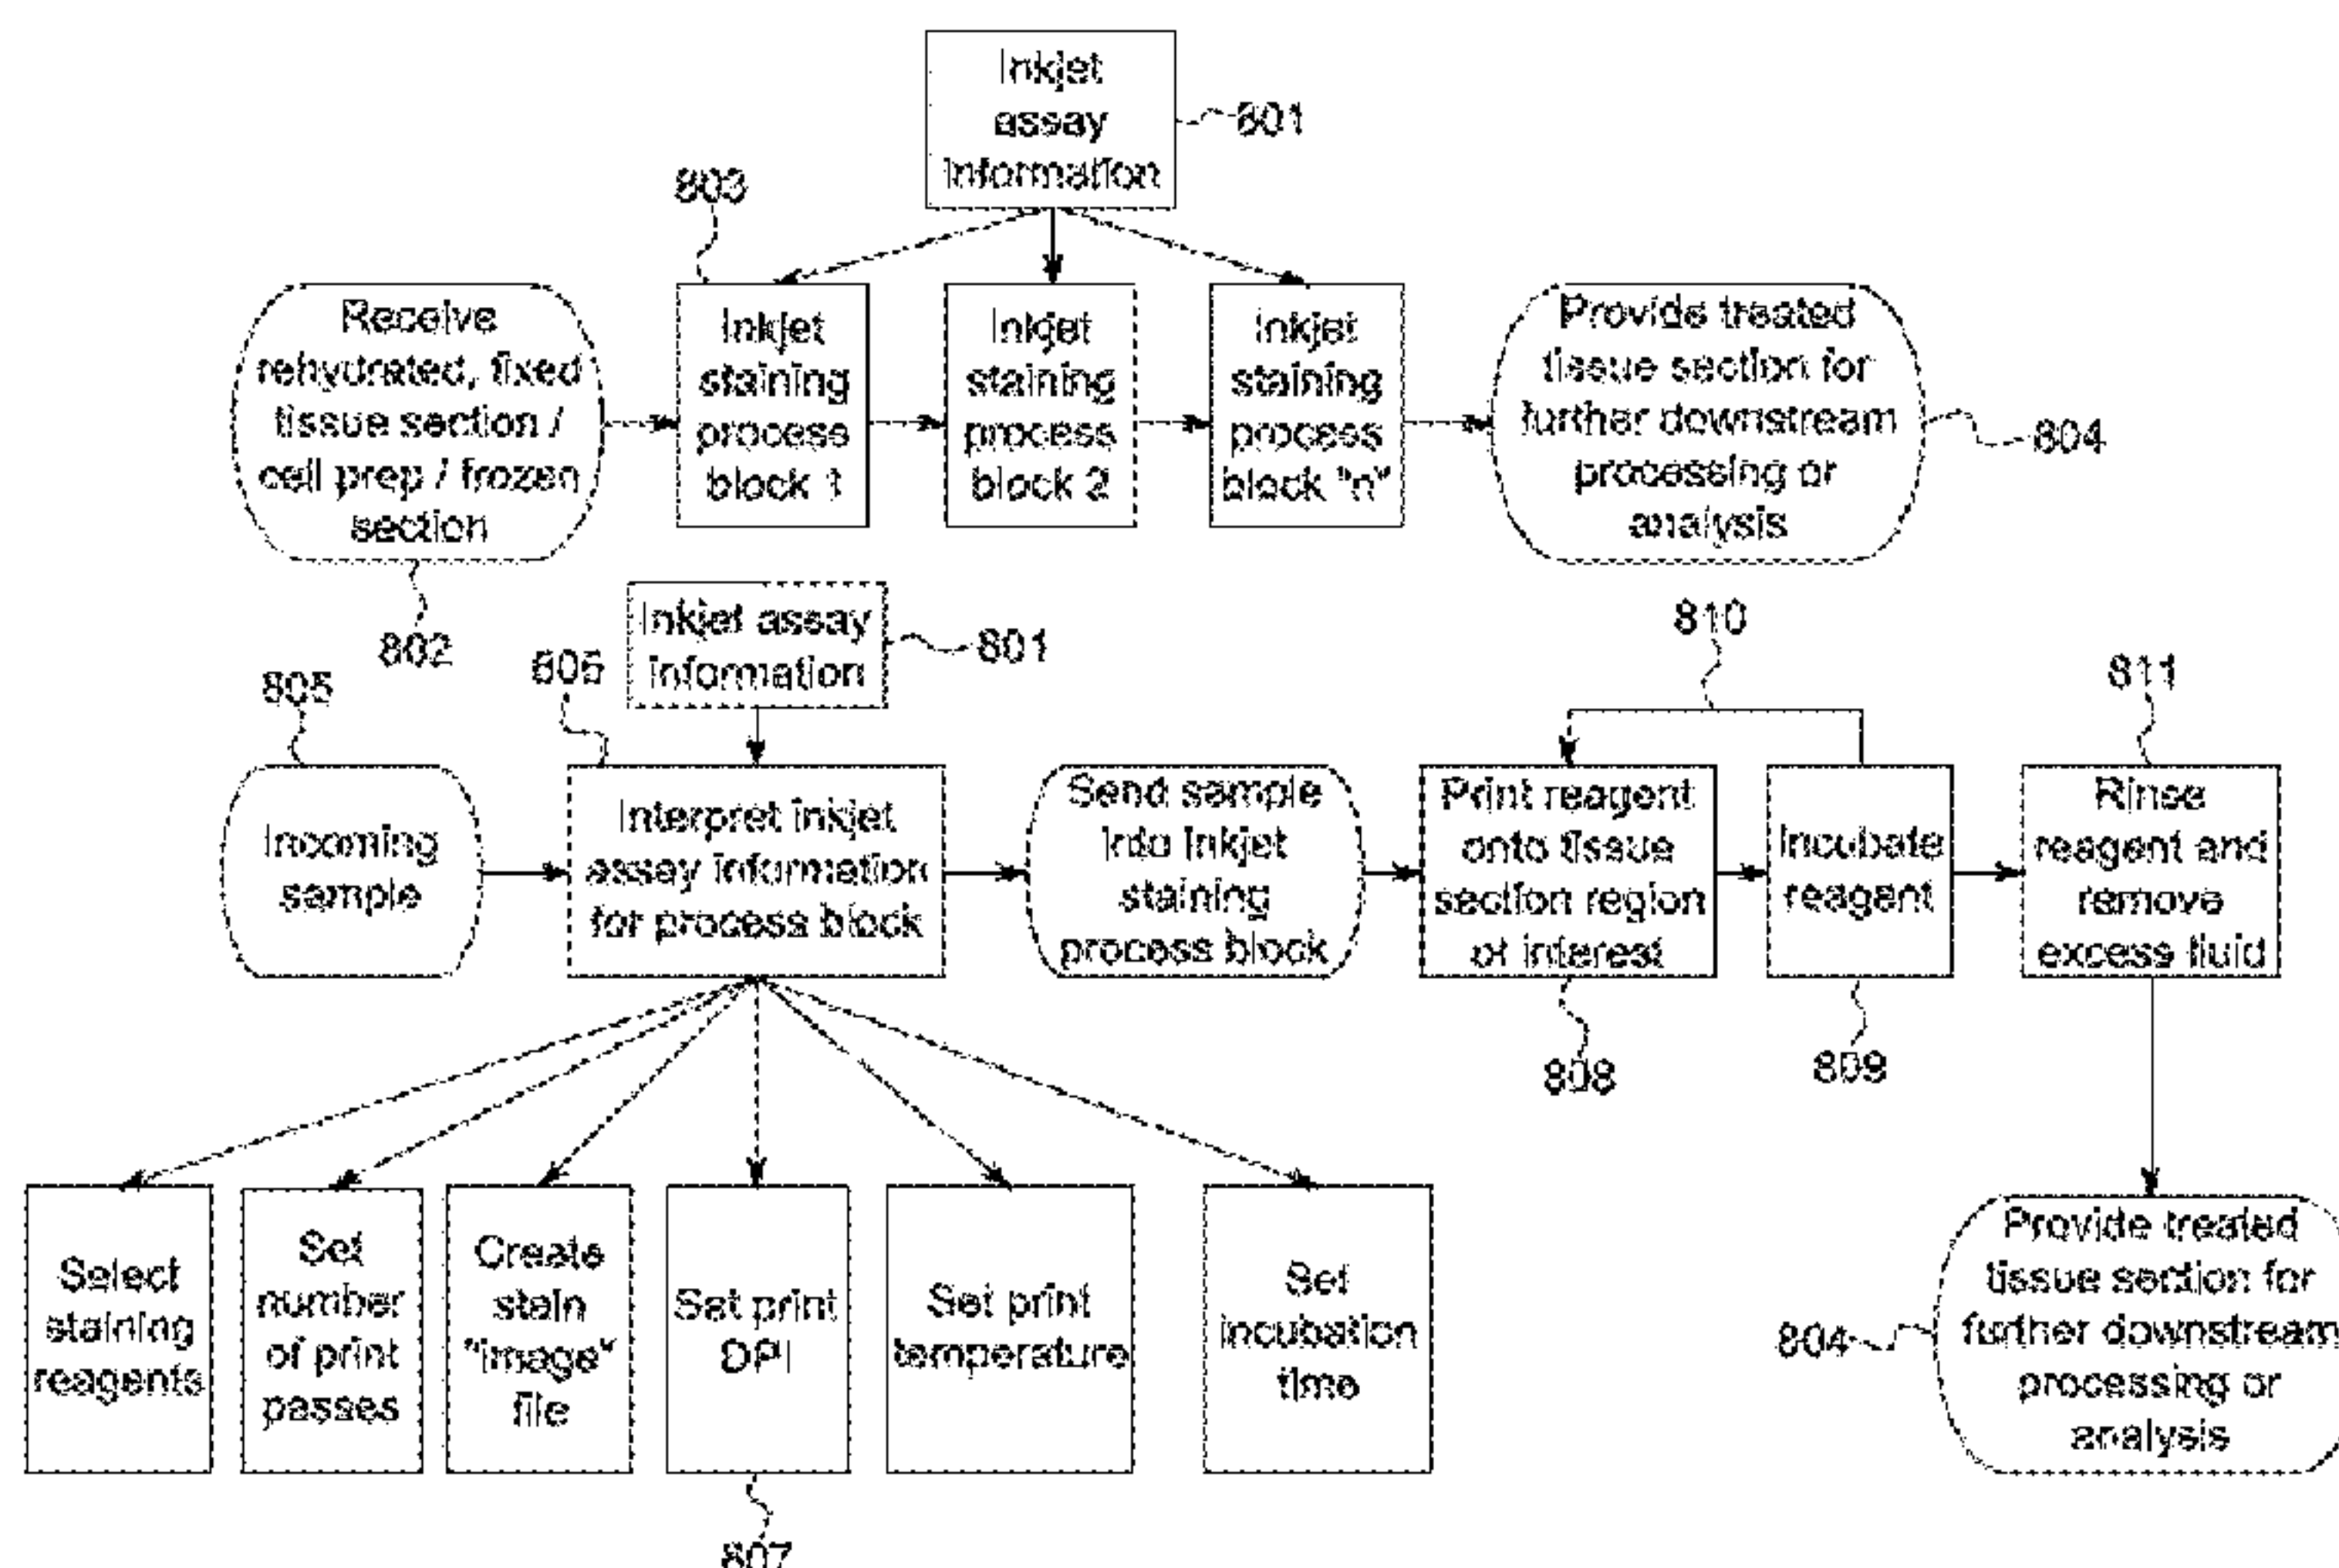 Inkjet
assay
information
801
803
Receive
rehydrated, fixed
tissue section /
cell prep / frozen
section
802
Inkjet
staining
process
block 1
Inkjet
staining
process
block 2
Inkjet
staining
process
block "n"
Provide treated
tissue section for
further downstream
processing or
analysis
804
Inkjet assay
information
801
805
Incoming
sample
606
Interpret inkjet
assay information
for process block
Send sample
into Inkjet
staining
process block
810
Print reagent
onto tissue
section region
of interest
808
Incubate
reagent
809
811
Rinse
reagent and
remove
excess fluid
Select
staining
reagents
Set
number
of print
passes
Create
stain
"image"
file
Set print
DPI
807
Set print
temperature
Set
incubation
time
804
Provide treated
tissue section for
further downstream
processing or
analysis